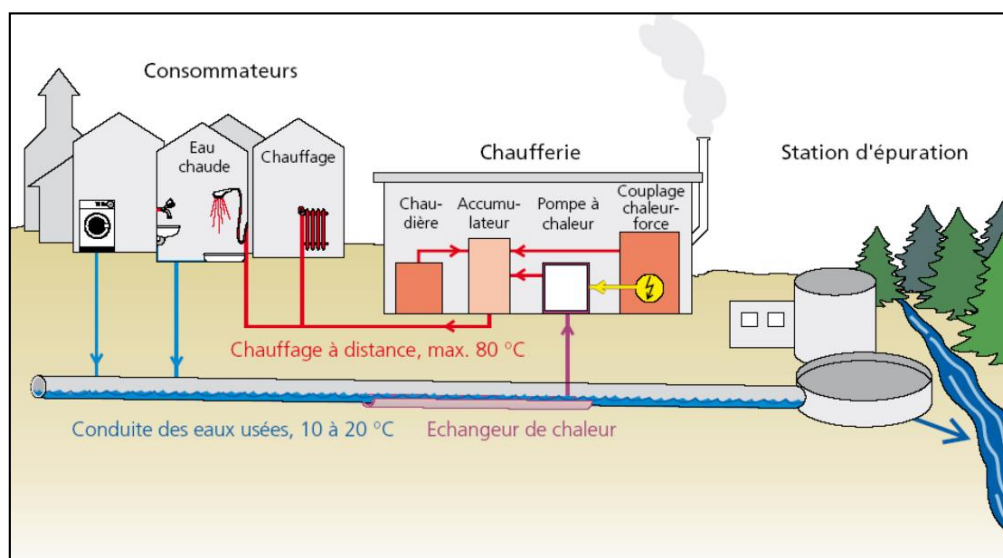 Consommateurs
Eau
chaude
Chauffage
Chaufferie
Chau-
dière
Accumu-
lateur
Pompe à
chaleur
Couplage
chaleur-
force
Station d'épuration
Chauffage à distance, max. 80 °C
Conduite des eaux usées, 10 à 20 °C
Echangeur de chaleur